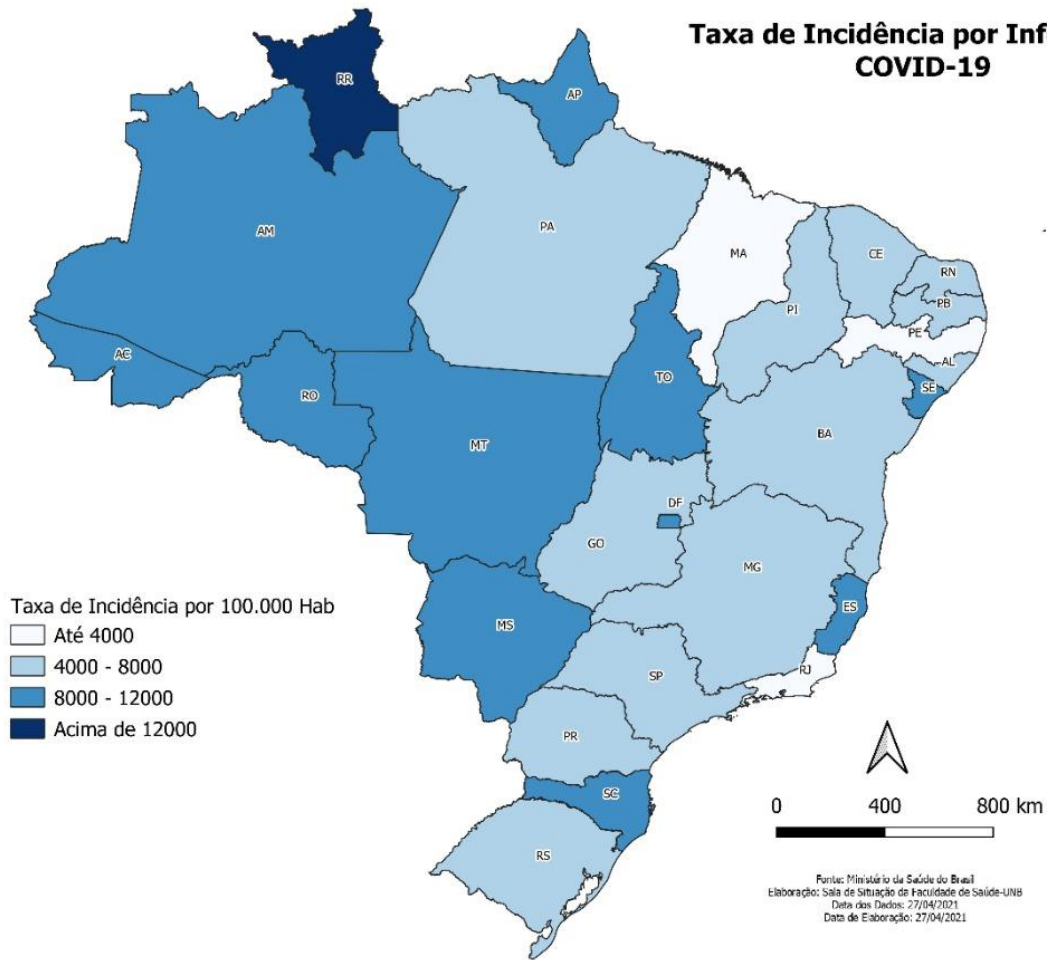 Taxa de Incidência por Inf
COVID-19
RR
AP
AM
PA
MA
CE
RN
PB
PI
PE
AL
SE
AC
TO
RO
BA
MT
DF
GO
MG
ES
MS
RJ
SP
PR
SC
RS
Taxa de Incidência por 100.000 Hab
Até 4000
4000 - 8000
8000 - 12000
Acima de 12000
0 400 800 km
Fonte: Ministério da Saúde do Brasil
Elaboração: Sala de Situação da Faculdade de Saúde-UNB
Data dos Dados: 27/04/2021
Data de Elaboração: 27/04/2021